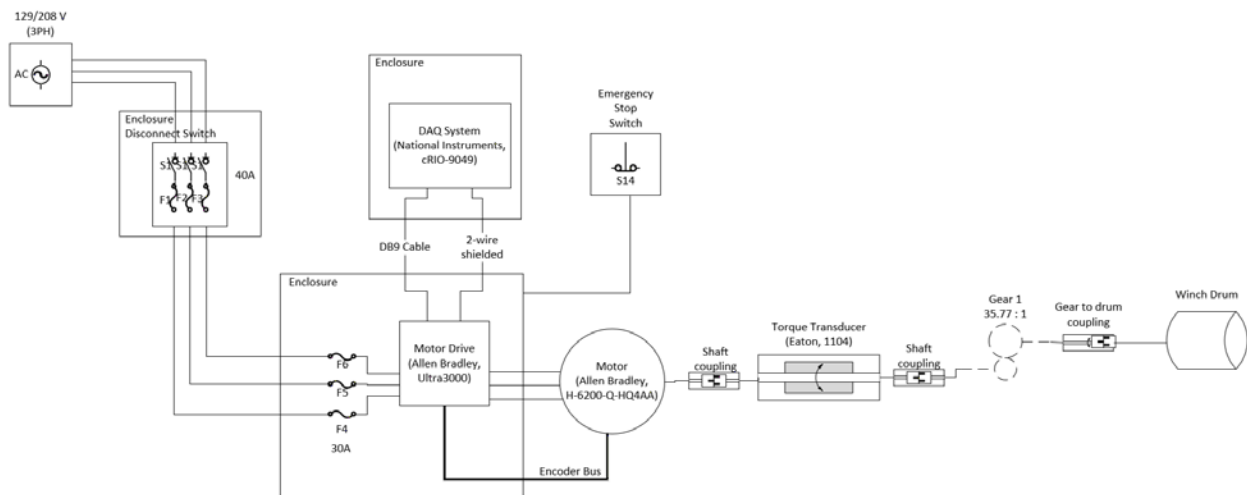 129/208 V
(3PH)
AC
Enclosure
Disconnect Switch
S1 S1 S1
F1 F2 F3
40A
Enclosure
DAQ System
(National Instruments,
cRIO-9049)
DB9 Cable
2-wire
shielded
Emergency
Stop
Switch
S14
Enclosure
F6
F5
F4
30A
Motor Drive
(Allen Bradley,
Ultra3000)
Motor
(Allen Bradley,
H-6200-Q-HQ4AA)
Encoder Bus
Shaft
coupling
Torque Transducer
(Eaton, 1104)
Shaft
coupling
Gear 1
35.77 : 1
Gear to drum
coupling
Winch Drum